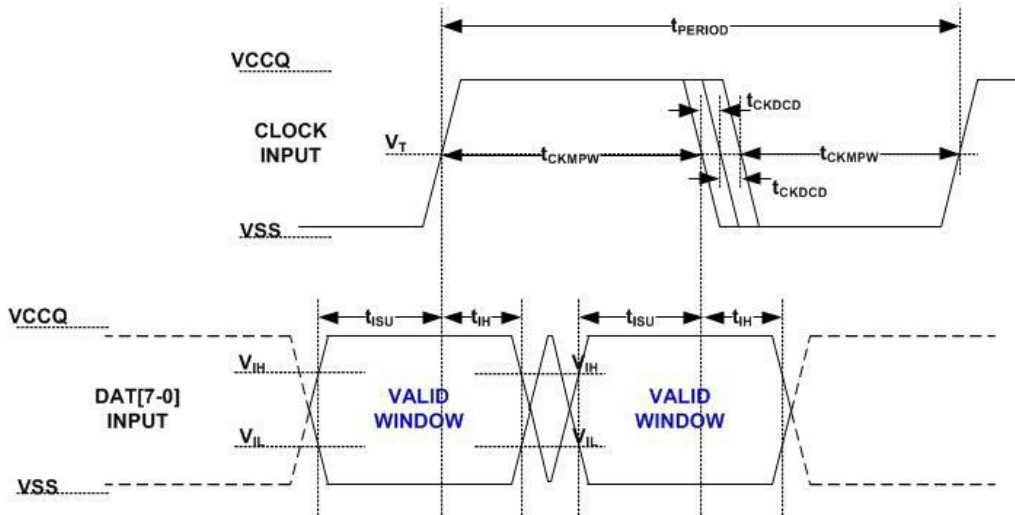 tPERIOD
VCCQ
tCKDCD
CLOCK
INPUT
VT
tCKMPW
tCKMPW
tCKDCD
VSS
VCCQ
tISU
tIH
tISU
tIH
VIH
VIH
DAT[7-0]
INPUT
VALID
WINDOW
VALID
WINDOW
VIL
VIL
VSS